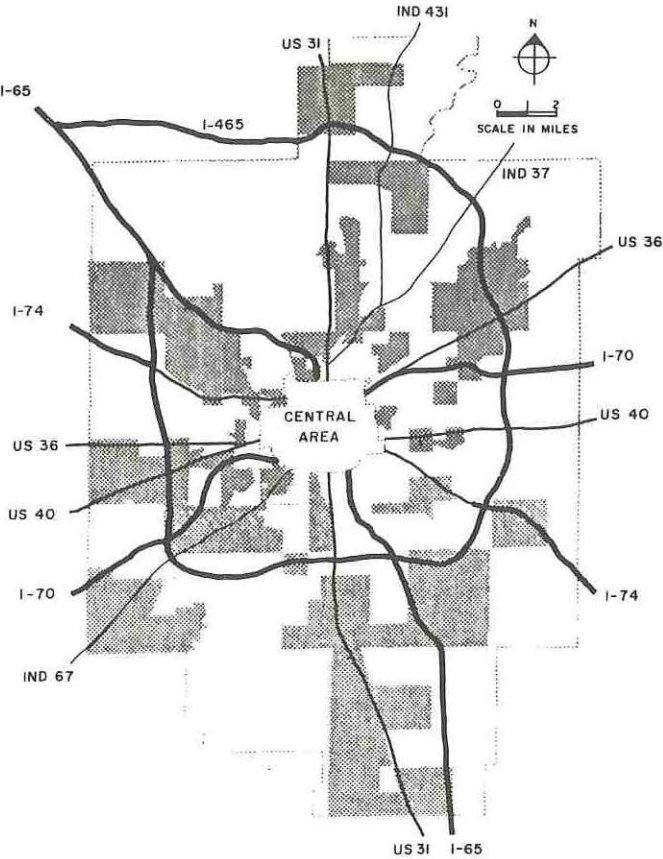 IND 431
N
US 31
I-65
I-465
0 2
SCALE IN MILES
IND 37
US 36
I-74
I-70
CENTRAL
AREA
US 40
US 36
US 40
I-70
I-74
IND 67
US 31
I-65